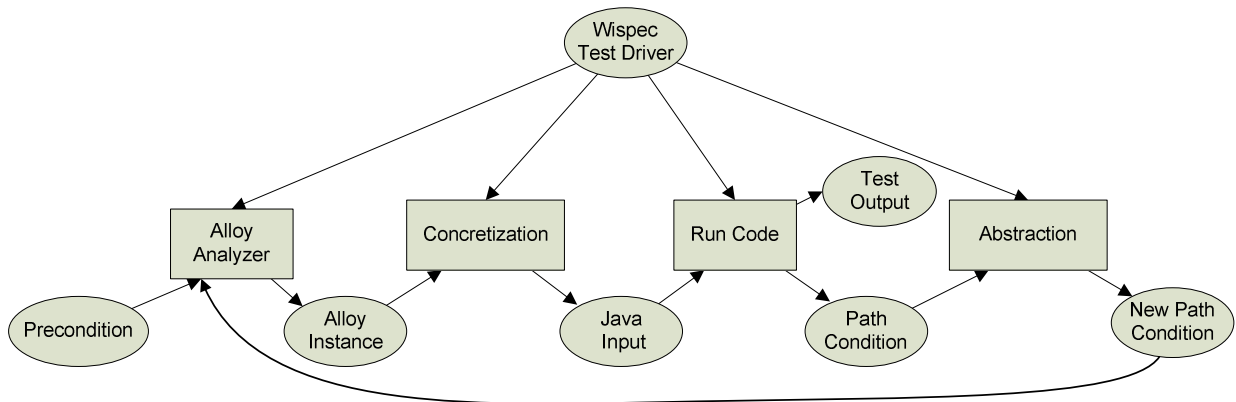 Wispec
Test Driver
Test
Output
Alloy
Analyzer
Concretization
Run Code
Abstraction
Precondition
Alloy
Instance
Java
Input
Path
Condition
New Path
Condition